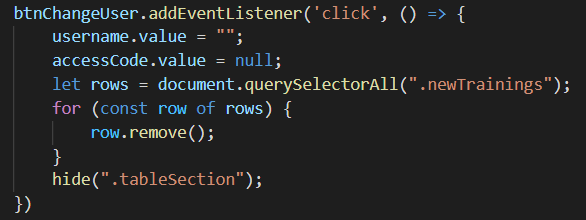 btnChangeUser.addEventListener('click', () => {
    username.value = "";
    accessCode.value = null;
    let rows = document.querySelectorAll(".newTrainings");
    for (const row of rows) {
        row.remove();
    }
    hide(".tableSection");
})